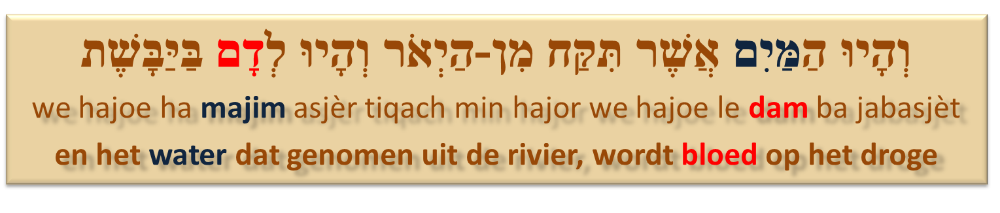 וְהָיוּ הַמַּיִם אֲשֶׁר תִּקַּח מִן-הַיְאֹר וְהָיוּ לְדָם בַּיַּבָּשֶׁת
we hajoe ha majim asjèr tiqach min hajor we hajoe le dam ba jabasjèt
en het water dat genomen uit de rivier, wordt bloed op het droge